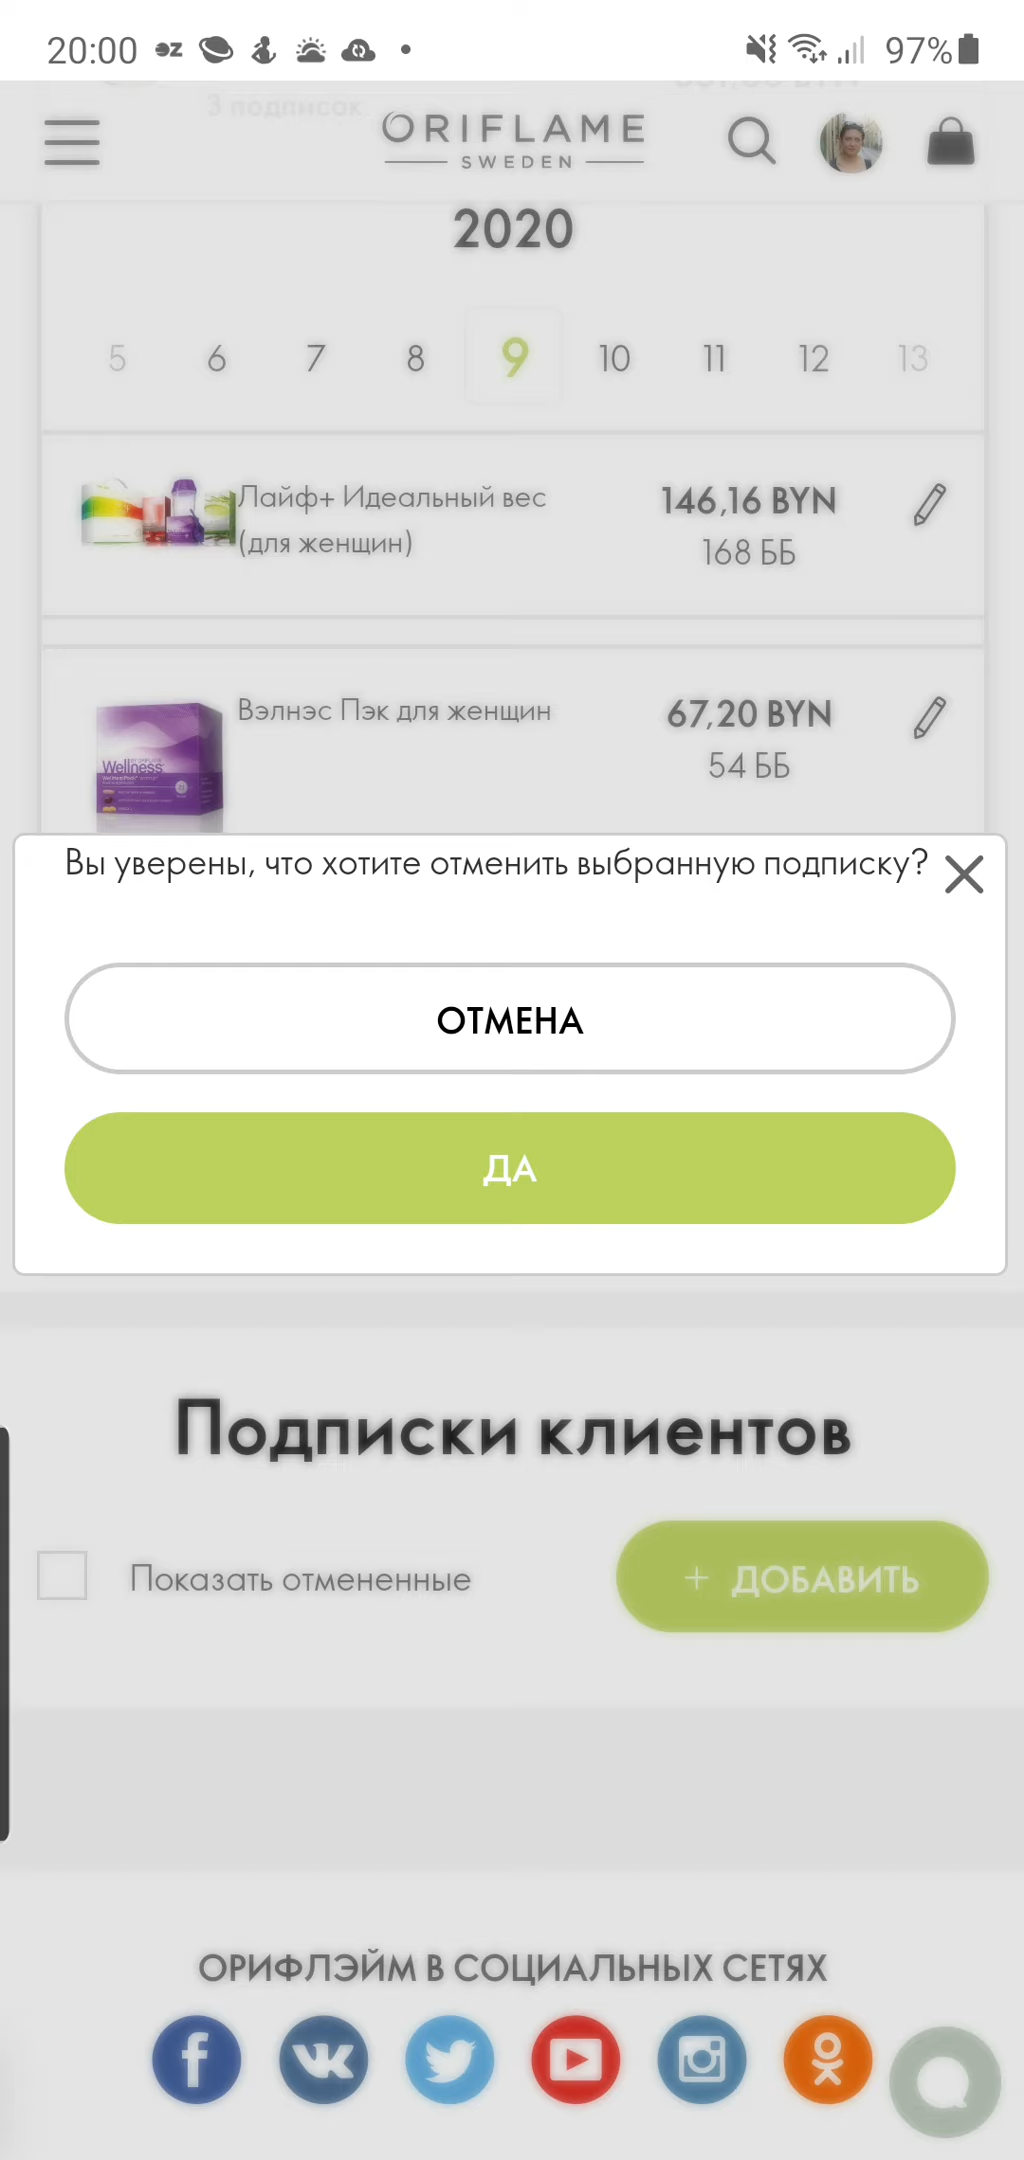 20:00
97%
3 подписок
ORIFLAME
SWEDEN
2020
5 6 7 8 9 10 11 12 13
Лайф+ Идеальный вес
(для женщин)
146,16 BYN
168 ББ
Вэлнэс Пэк для женщин
67,20 BYN
54 ББ
Wellness
Вы уверены, что хотите отменить выбранную подписку?
ОТМЕНА
ДА
Подписки клиентов
Показать отмененные
+ ДОБАВИТЬ
ОРИФЛЭЙМ В СОЦИАЛЬНЫХ СЕТЯХ